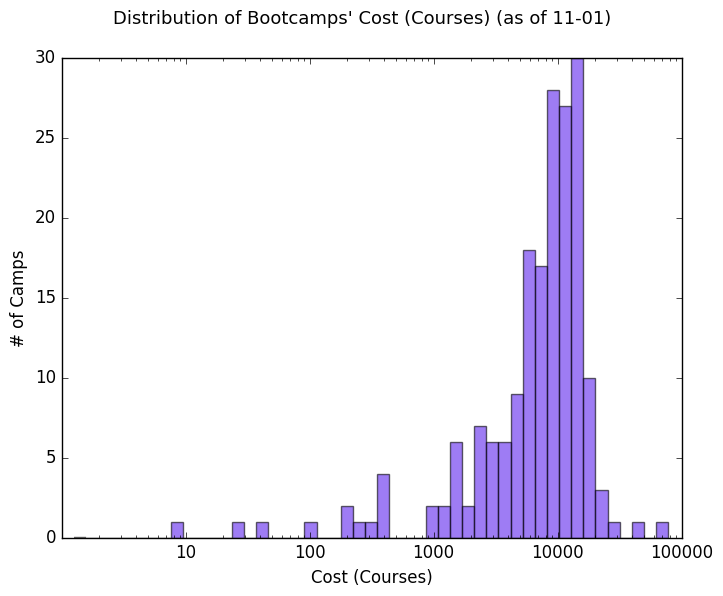 Distribution of Bootcamps' Cost (Courses) (as of 11-01)
30
25
20
15
10
5
0
# of Camps
10 100 1000 10000 100000
Cost (Courses)